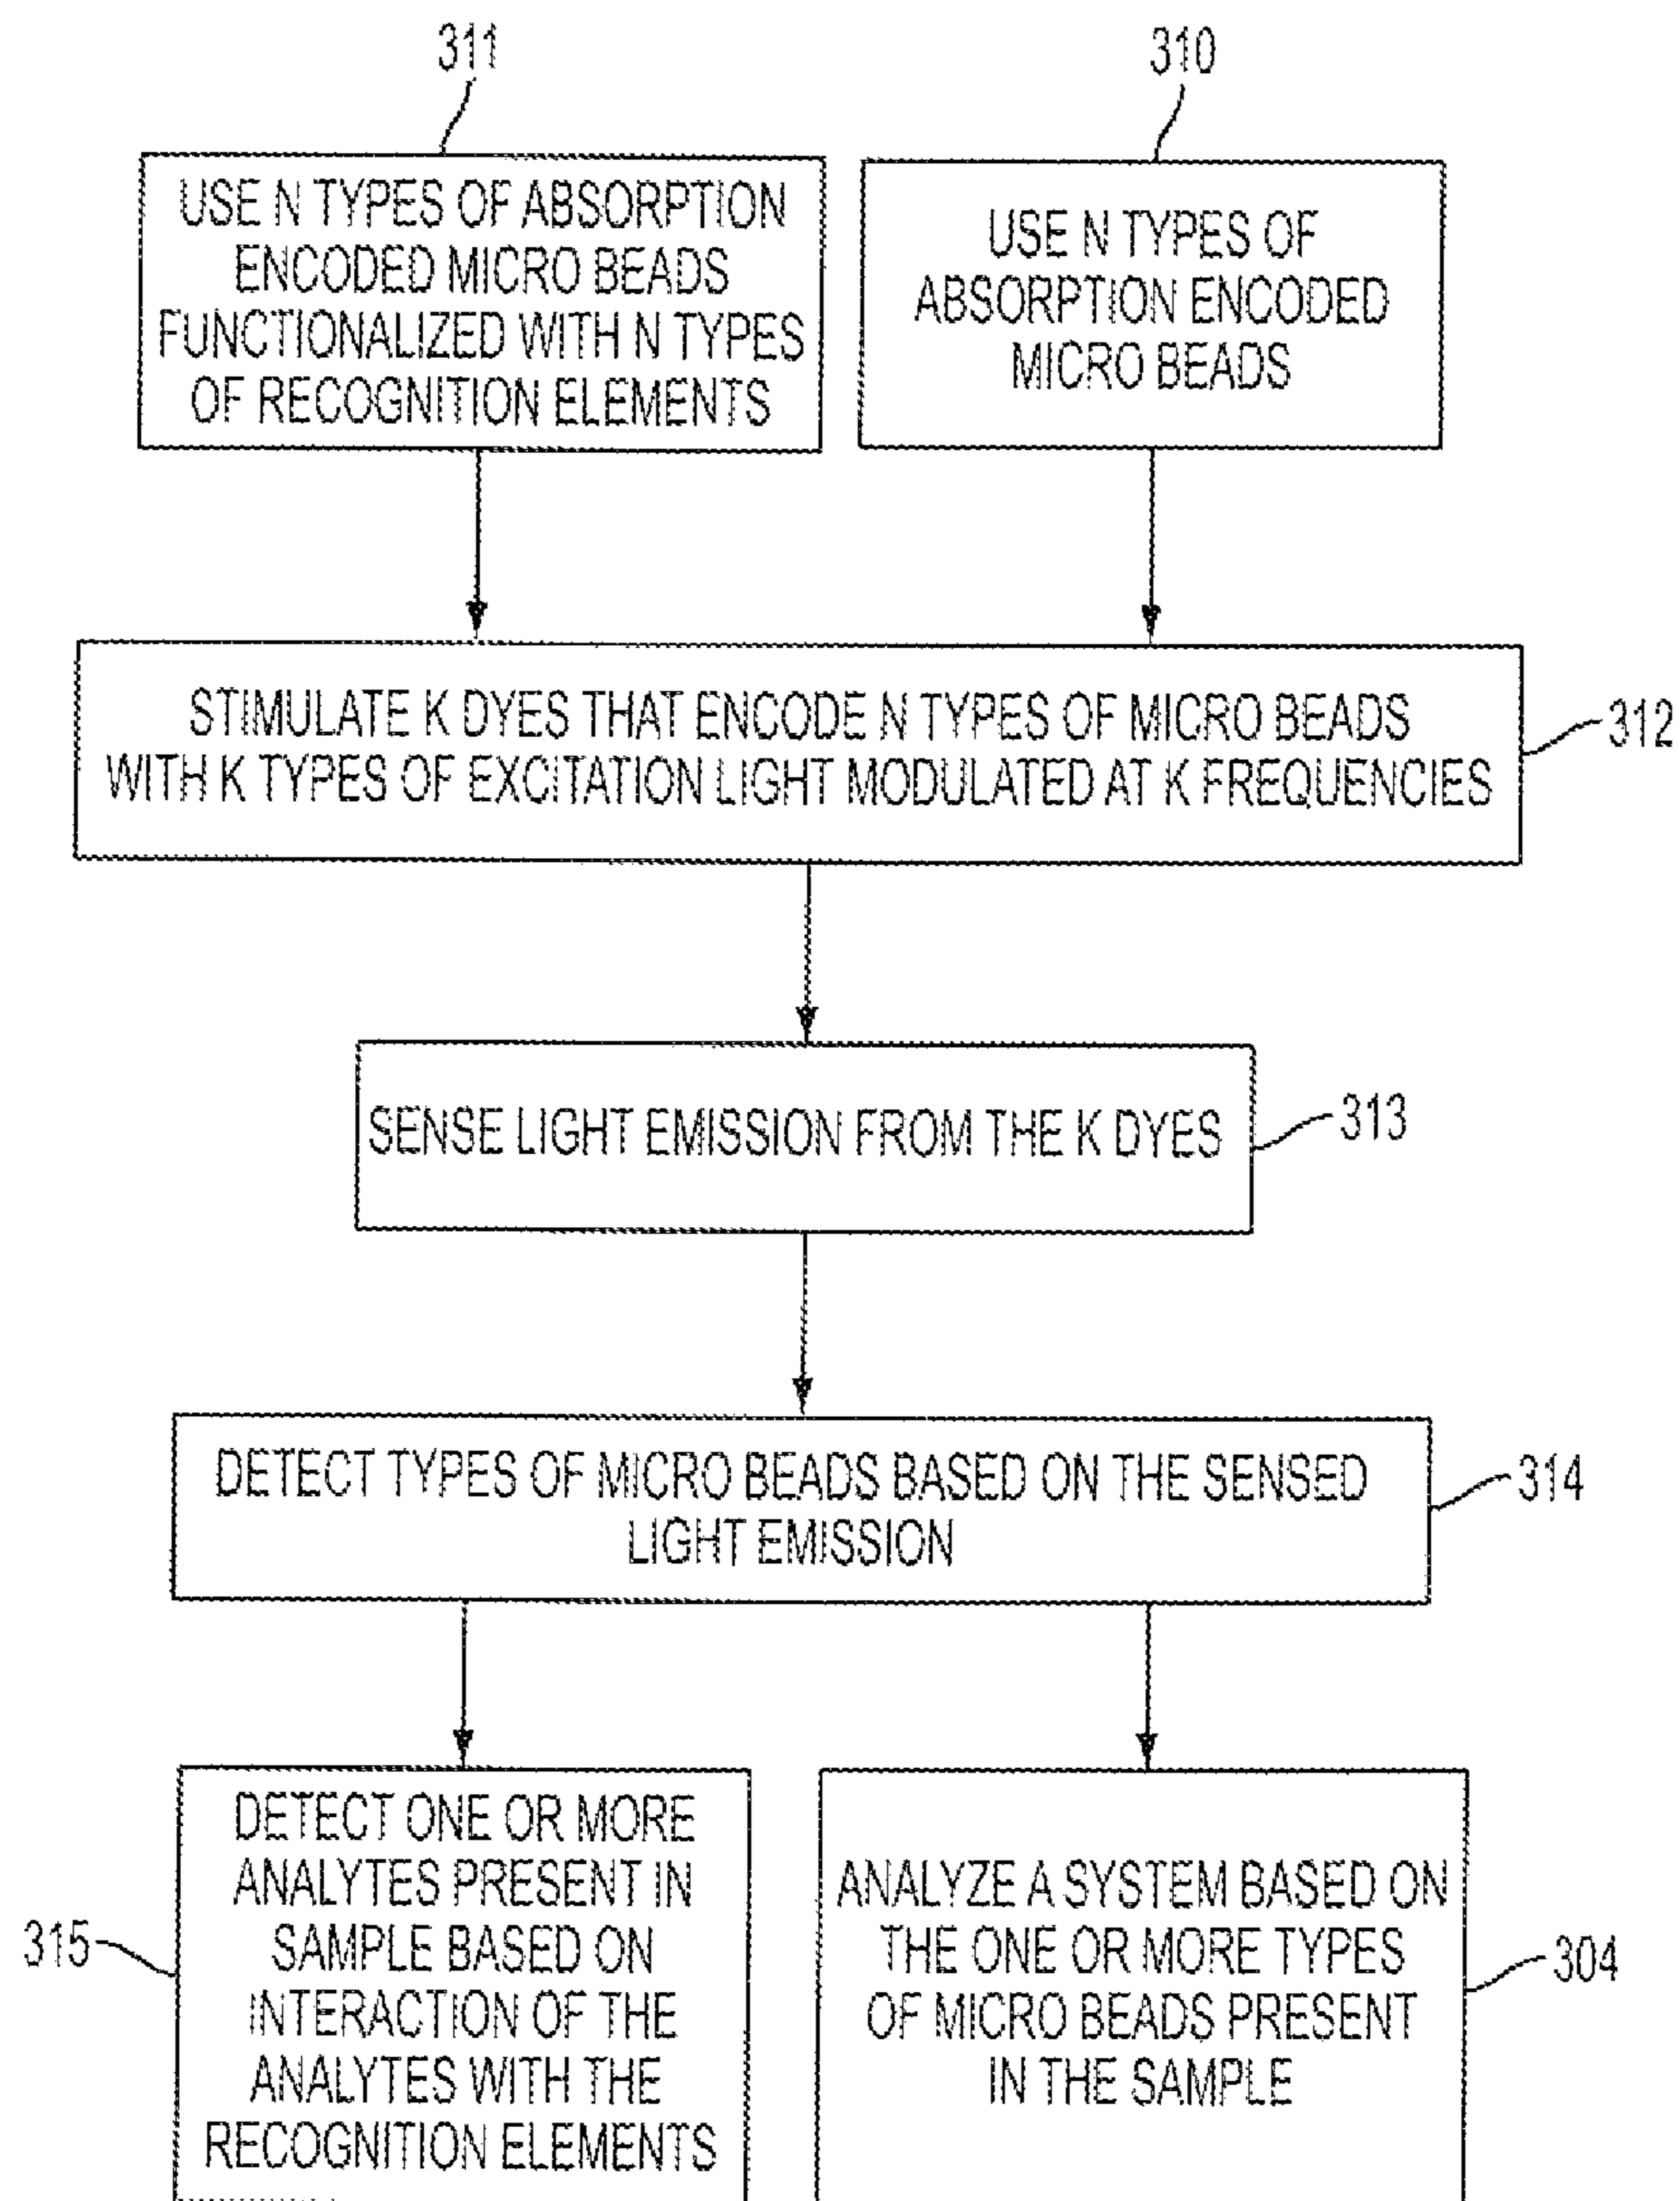 311
310
USE N TYPES OF ABSORPTION
ENCODED MICRO BEADS
FUNCTIONALIZED WITH N TYPES
OF RECOGNITION ELEMENTS
USE N TYPES OF
ABSORPTION ENCODED
MICRO BEADS
STIMULATE K DYES THAT ENCODE N TYPES OF MICRO BEADS
WITH K TYPES OF EXCITATION LIGHT MODULATED AT K FREQUENCIES
312
SENSE LIGHT EMISSION FROM THE K DYES
313
DETECT TYPES OF MICRO BEADS BASED ON THE SENSED
LIGHT EMISSION
314
DETECT ONE OR MORE
ANALYTES PRESENT IN
SAMPLE BASED ON
INTERACTION OF THE
ANALYTES WITH THE
RECOGNITION ELEMENTS
315
ANALYZE A SYSTEM BASED ON
THE ONE OR MORE TYPES
OF MICRO BEADS PRESENT
IN THE SAMPLE
304